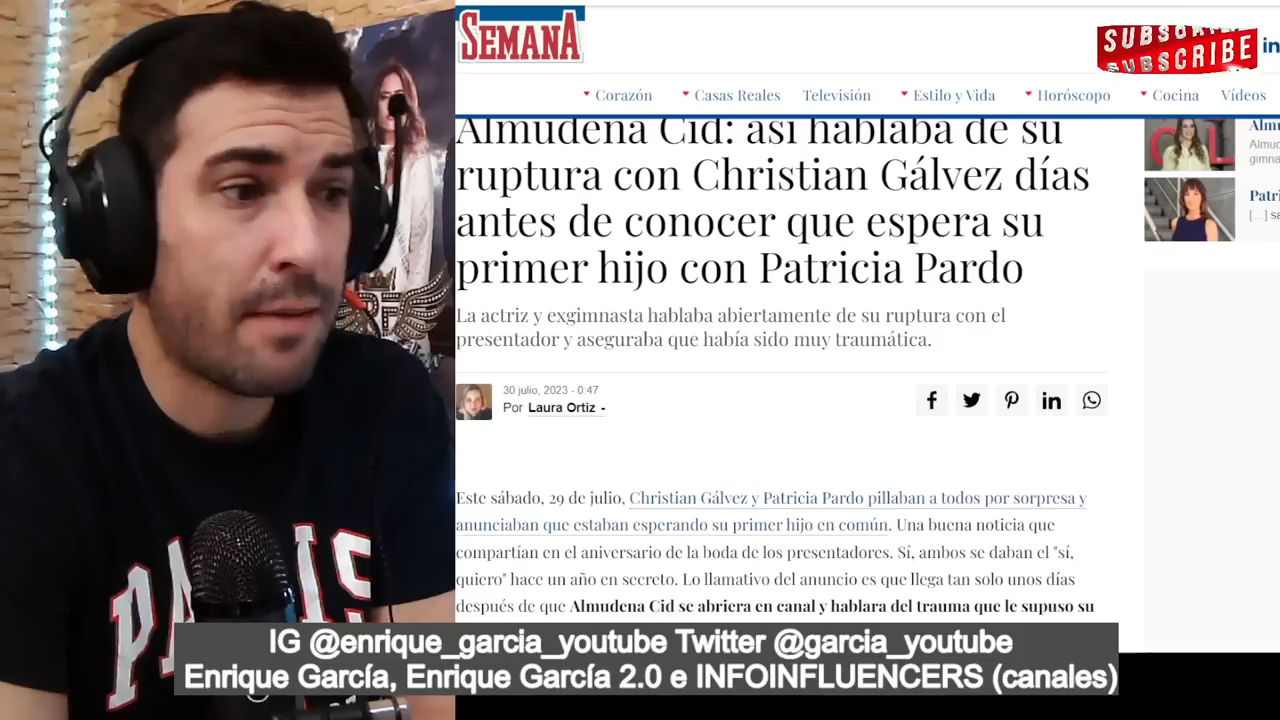 SEMANA
SUBSCRIBE
SUBSCRIBE
in
Corazón Casas Reales Televisión Estilo y Vida Horóscopo Cocina Vídeos
Almudena Cid: así hablaba de su
ruptura con Christian Gálvez días
antes de conocer que espera su
primer hijo con Patricia Pardo
La actriz y exgimnasta hablaba abiertamente de su ruptura con el
presentador y aseguraba que había sido muy traumática.
30 julio, 2023 - 0:47
Por Laura Ortiz -
Este sábado, 29 de julio, Christian Gálvez y Patricia Pardo pillaban a todos por sorpresa y
anunciaban que estaban esperando su primer hijo en común. Una buena noticia que
compartían en el aniversario de la boda de los presentadores. Sí, ambos se daban el "sí,
quiero" hace un año en secreto. Lo llamativo del anuncio es que llega tan solo unos días
después de que Almudena Cid se abriera en canal y hablara del trauma que le supuso su
IG @enrique_garcia_youtube Twitter @garcia_youtube
Enrique García, Enrique García 2.0 e INFOINFLUENCERS (canales)